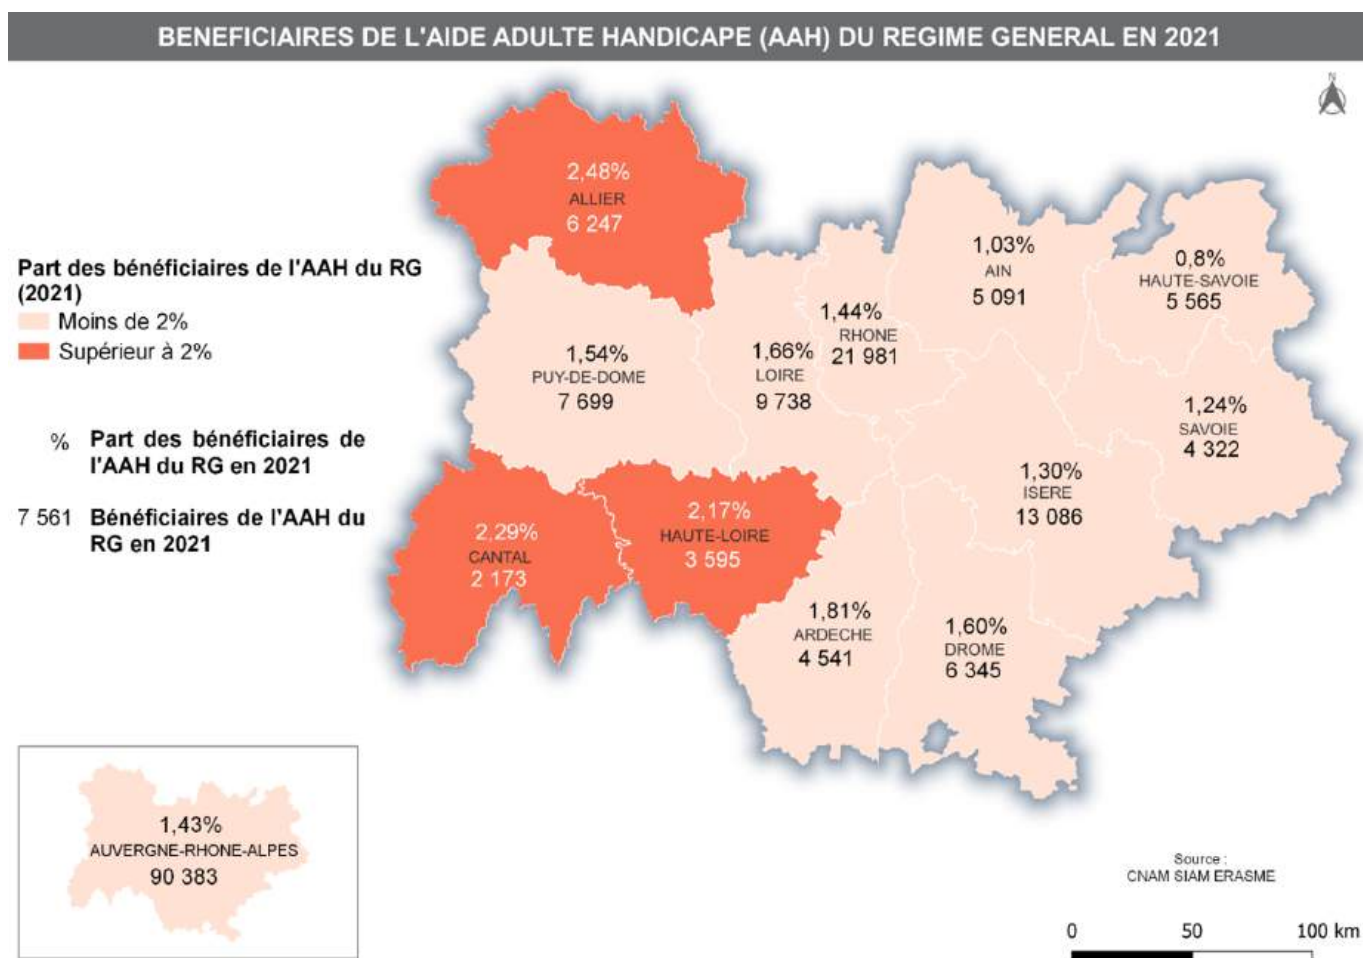 BENEFICIAIRES DE L'AIDE ADULTE HANDICAPE (AAH) DU REGIME GENERAL EN 2021
N
2,48%
ALLIER
6 247
1,03%
AIN
5 091
0,8%
HAUTE-SAVOIE
5 565
Part des bénéficiaires de l'AAH du RG
(2021)
Moins de 2%
Supérieur à 2%
1,54%
PUY-DE-DOME
7 699
1,66%
LOIRE
9 738
1,44%
RHONE
21 981
1,24%
SAVOIE
4 322
% Part des bénéficiaires de
l'AAH du RG en 2021
7 561 Bénéficiaires de l'AAH du
RG en 2021
2,29%
CANTAL
2 173
2,17%
HAUTE-LOIRE
3 595
1,30%
ISERE
13 086
1,81%
ARDECHE
4 541
1,60%
DROME
6 345
1,43%
AUVERGNE-RHONE-ALPES
90 383
Source :
CNAM SIAM ERASME
0 50 100 km